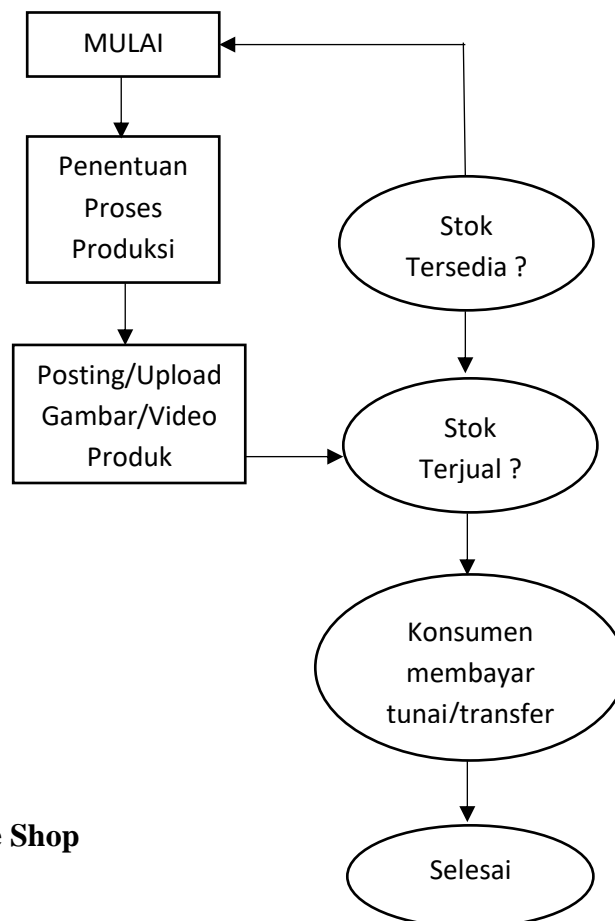 MULAI
Penentuan
Proses
Produksi
Posting/Upload
Gambar/Video
Produk
Stok
Tersedia ?
Stok
Terjual ?
Konsumen
membayar
tunai/transfer
Selesai
Shop